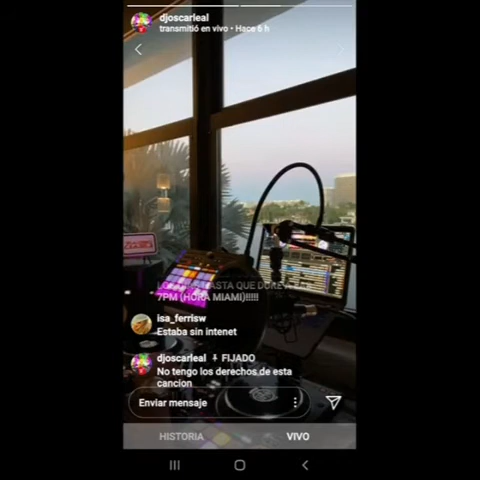 djoscarleal
transmitió en vivo • Hace 6 h
7PM (HORA MIAMI)!!!!!
isa_ferrisw
Estaba sin intenet
djoscarleal FIJADO
No tengo los derechos de esta
cancion
Enviar mensaje
HISTORIA VIVO